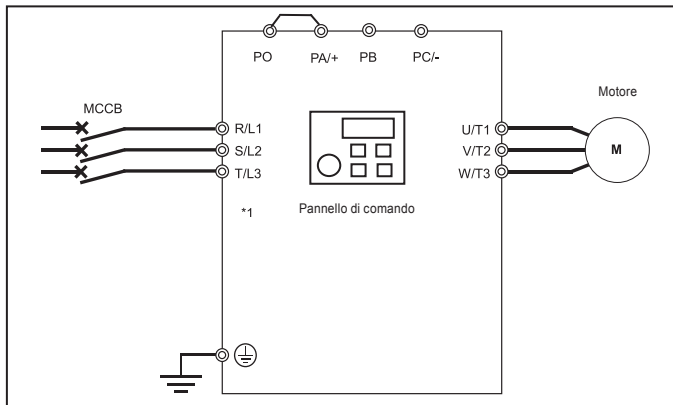 PO PA/+ PB PC/-
MCCB
Motore
R/L1
U/T1
S/L2
V/T2
M
T/L3
W/T3
*1
Pannello di comando